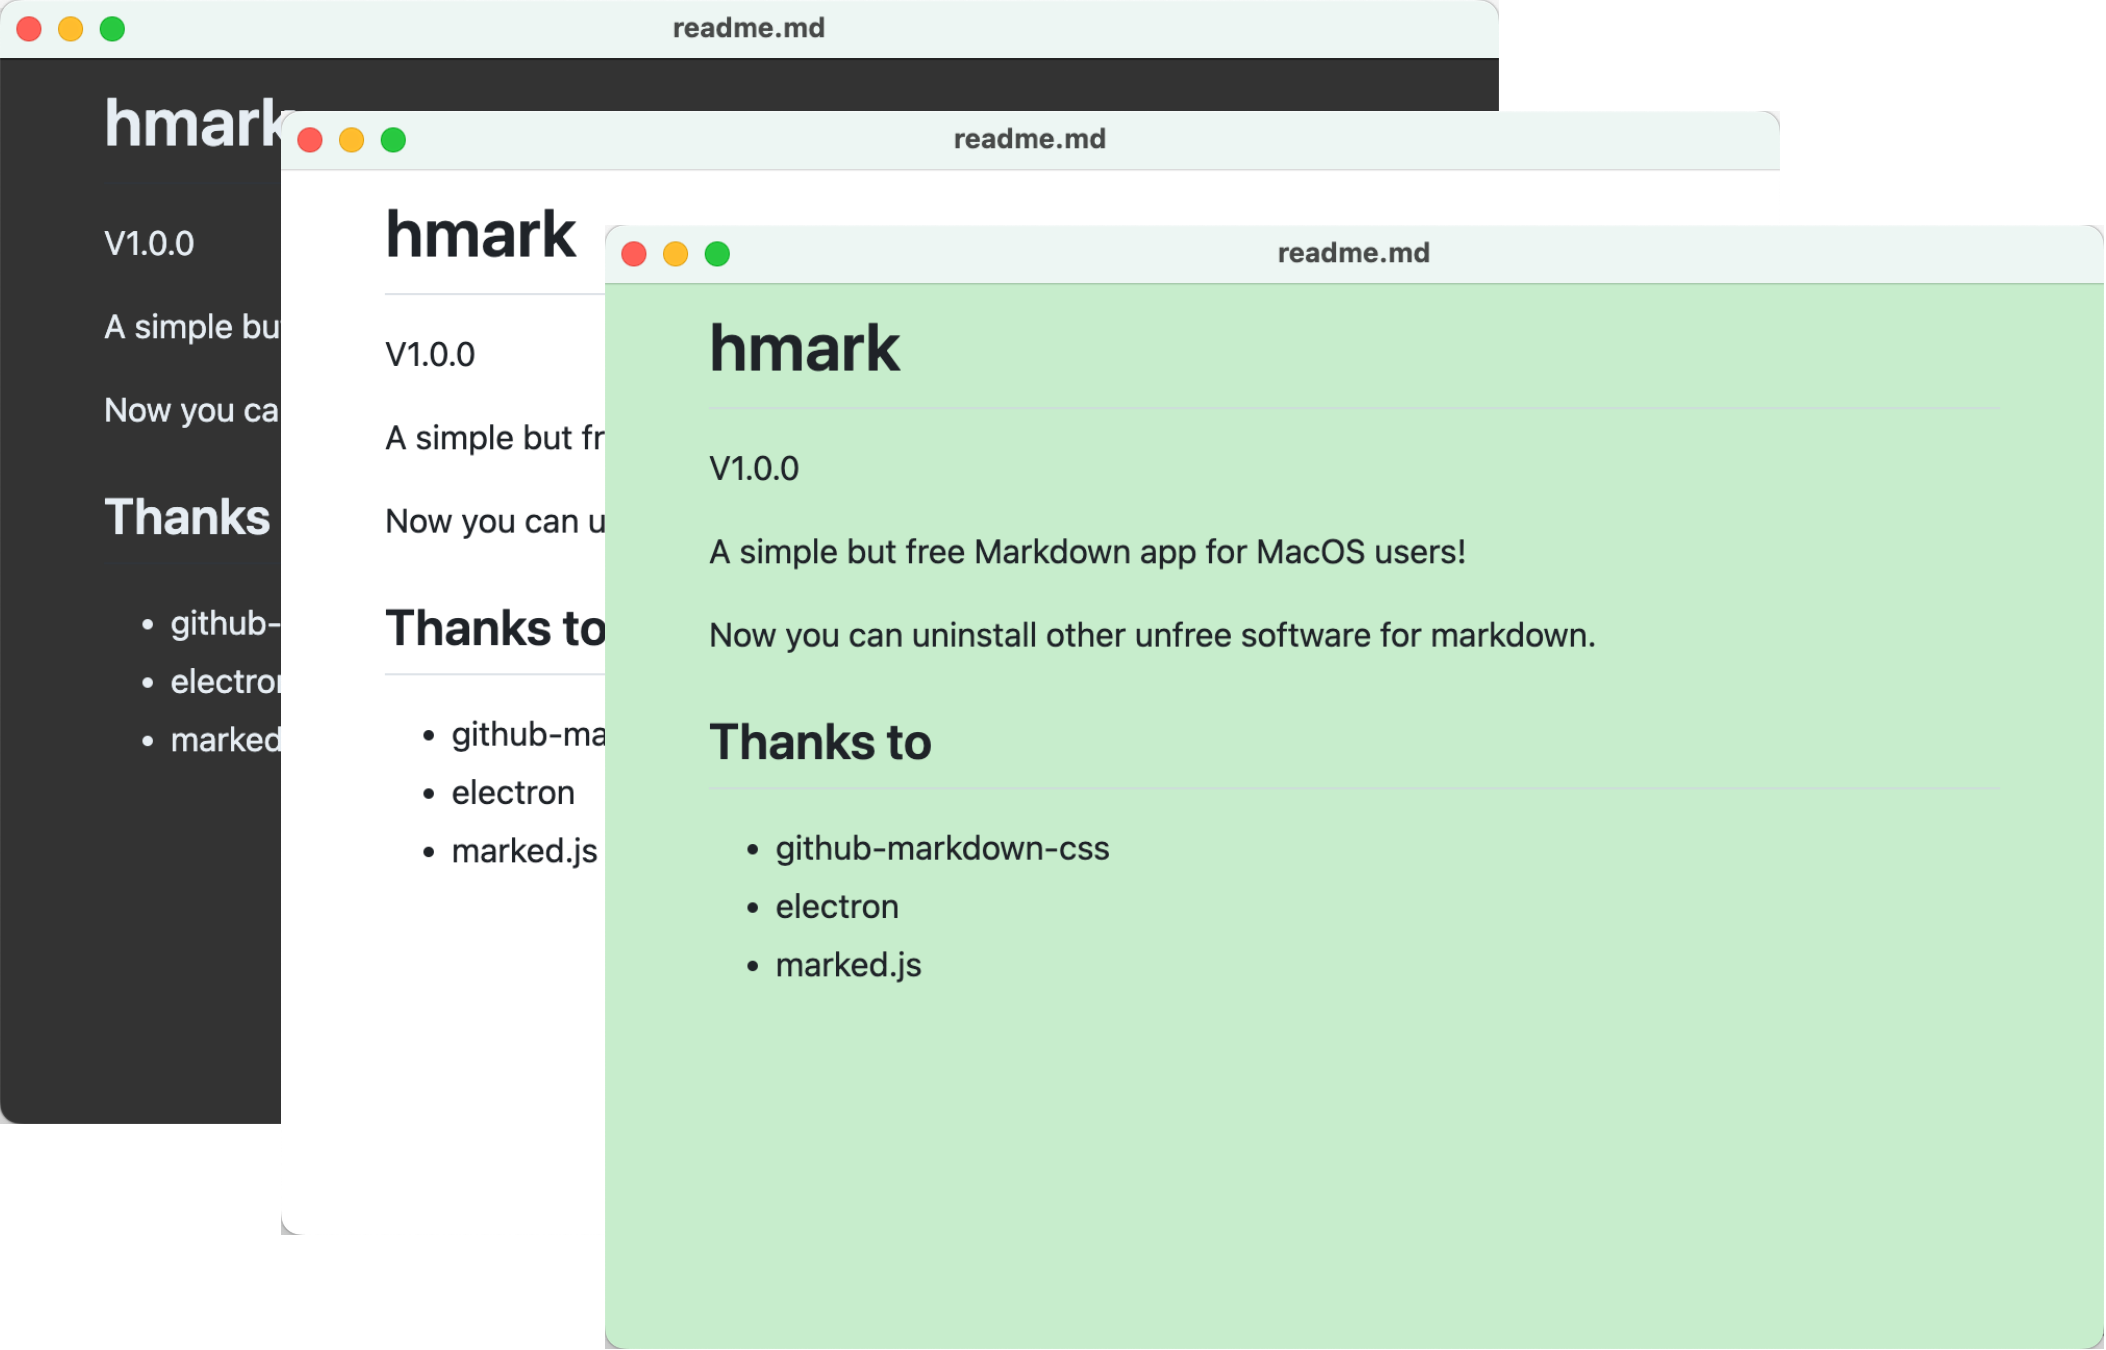 readme.md
hmark
V1.0.0
A simple but
Now you ca
Thanks
github-
electron
marked
readme.md
hmark
V1.0.0
A simple but fr
Now you can u
Thanks to
github-ma
electron
marked.js
readme.md
hmark
V1.0.0
A simple but free Markdown app for MacOS users!
Now you can uninstall other unfree software for markdown.
Thanks to
github-markdown-css
electron
marked.js